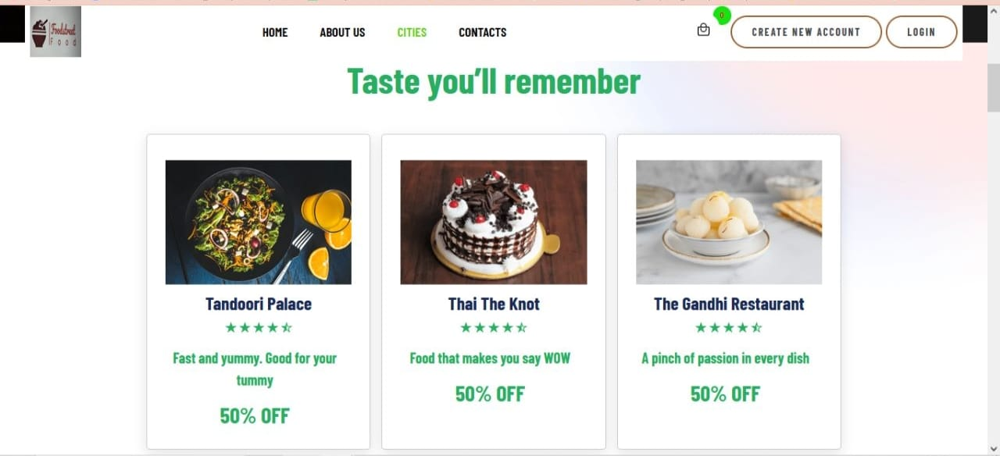 Foodstreet
Food
HOME
ABOUT US
CITIES
CONTACTS
0
CREATE NEW ACCOUNT
LOGIN
Taste you’ll remember
Tandoori Palace
Fast and yummy. Good for your
tummy
50% OFF
Thai The Knot
Food that makes you say WOW
50% OFF
The Gandhi Restaurant
A pinch of passion in every dish
50% OFF